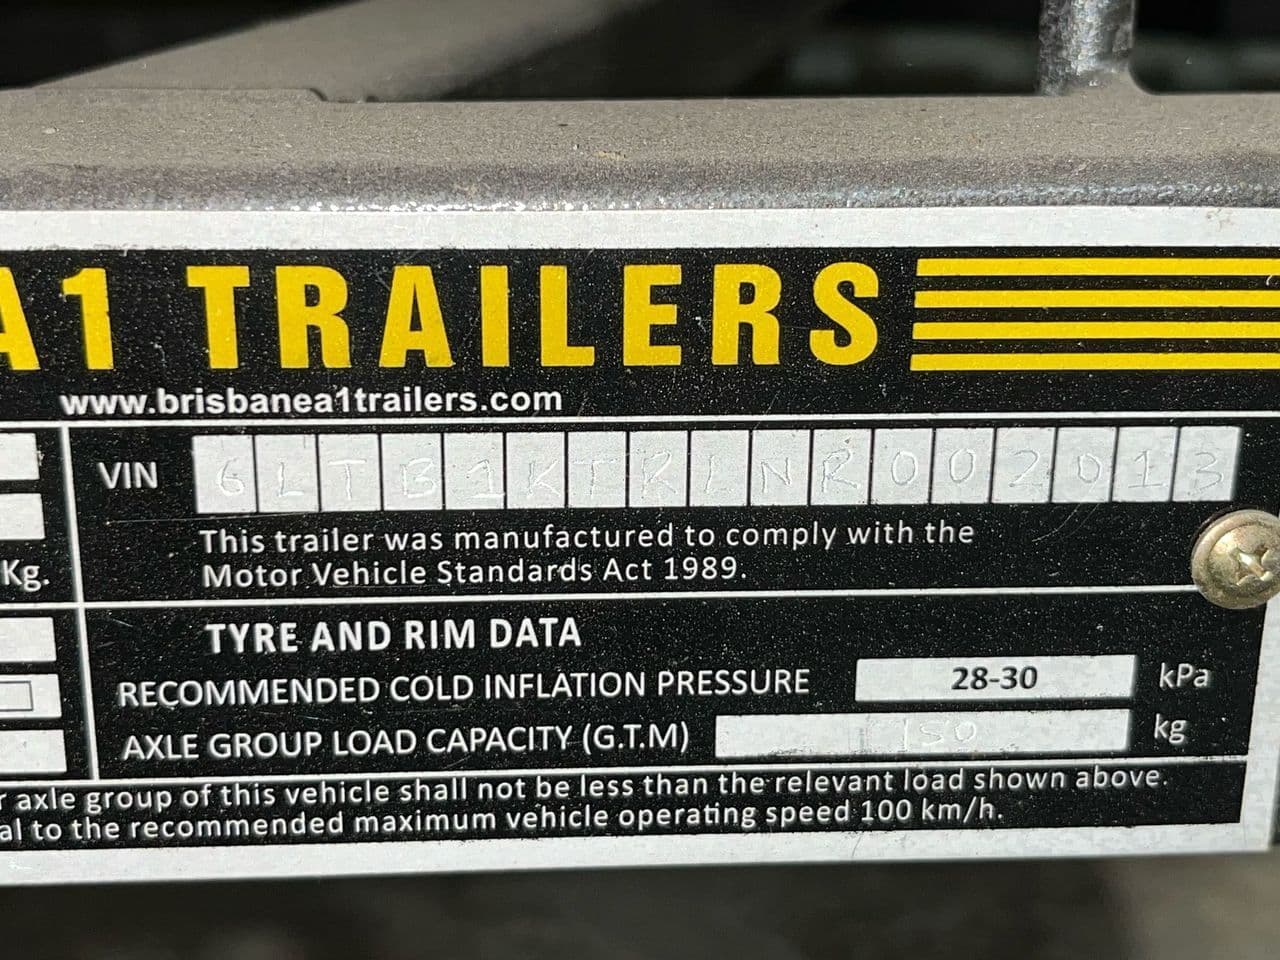 A1 TRAILERS
www.brisbanea1trailers.com
VIN 6LTB1KTRLNR002013
This trailer was manufactured to comply with the
Kg.
Motor Vehicle Standards Act 1989.
TYRE AND RIM DATA
RECOMMENDED COLD INFLATION PRESSURE 28-30 kPa
AXLE GROUP LOAD CAPACITY (G.T.M) 150 kg
axle group of this vehicle shall not be less than the relevant load shown above.
to the recommended maximum vehicle operating speed 100 km/h.